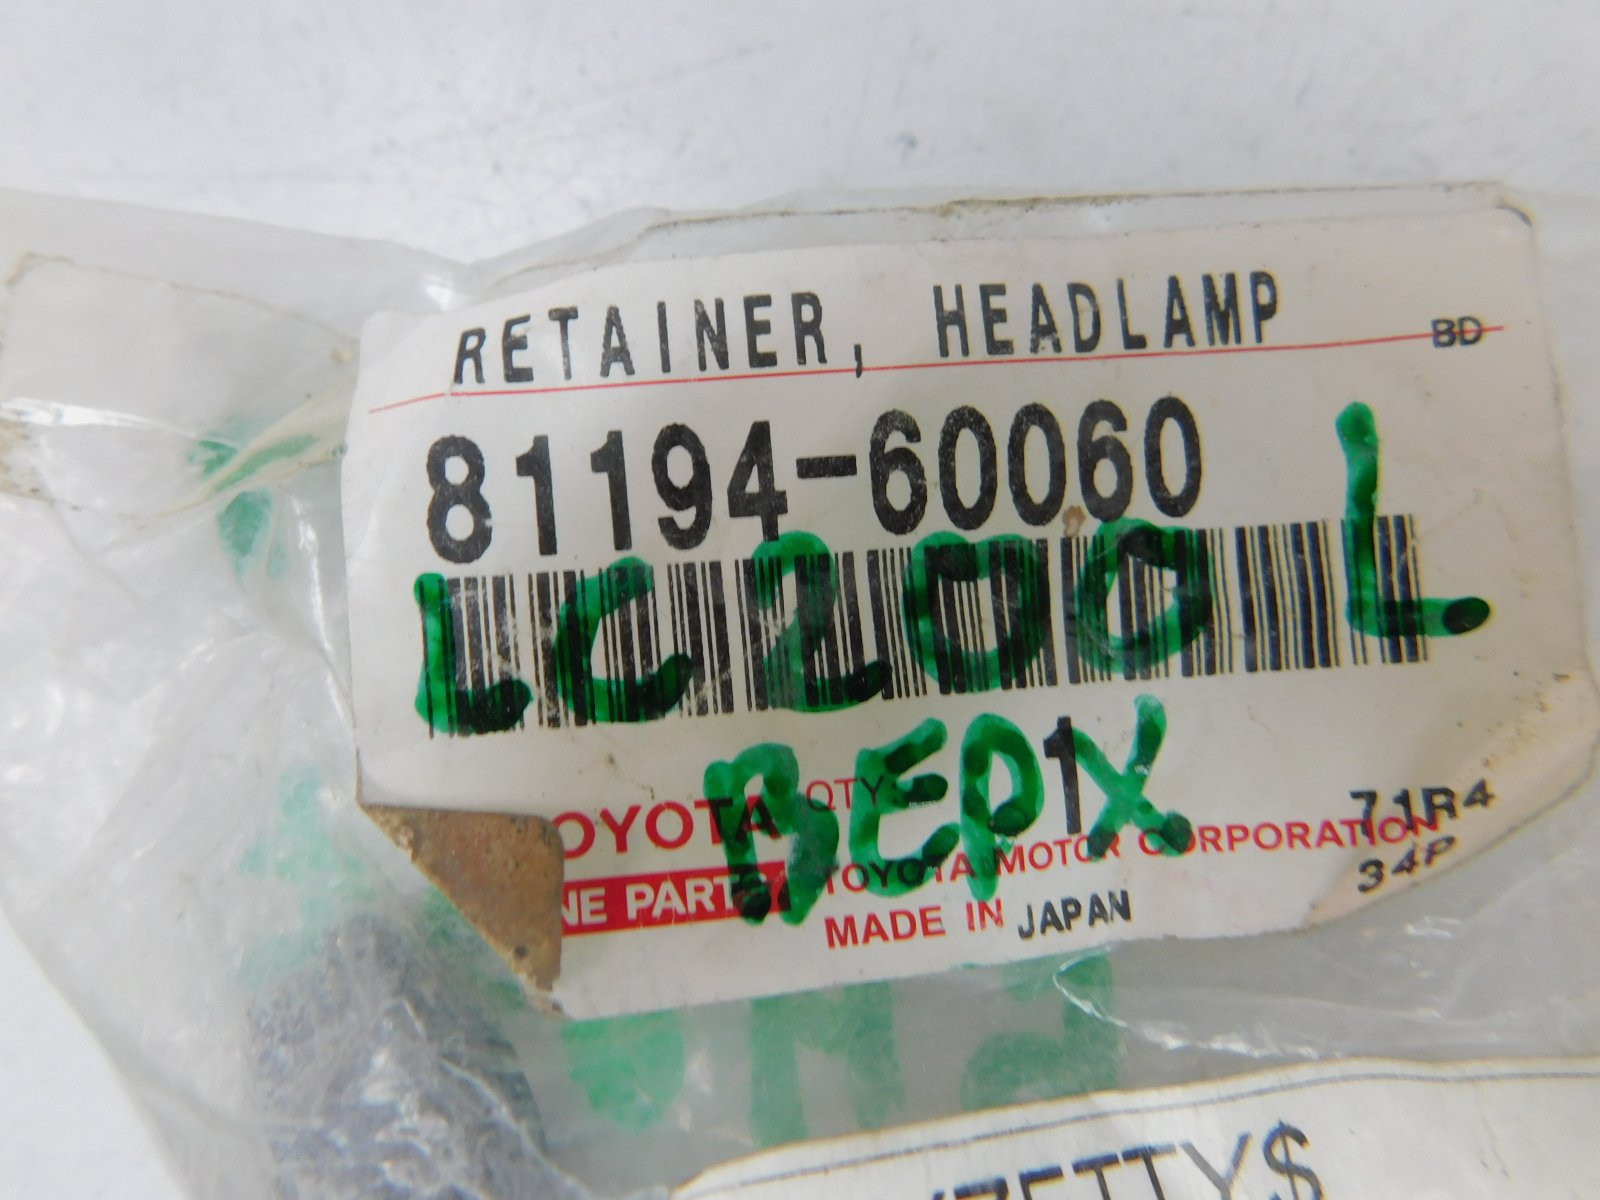 RETAINER, HEADLAMP
BD
81194-60060
LC200 L
ВЕРХ
QTY 1
OYOTA
NE PARTS
TOYOTA MOTOR CORPORATION
MADE IN JAPAN
71R4
34P